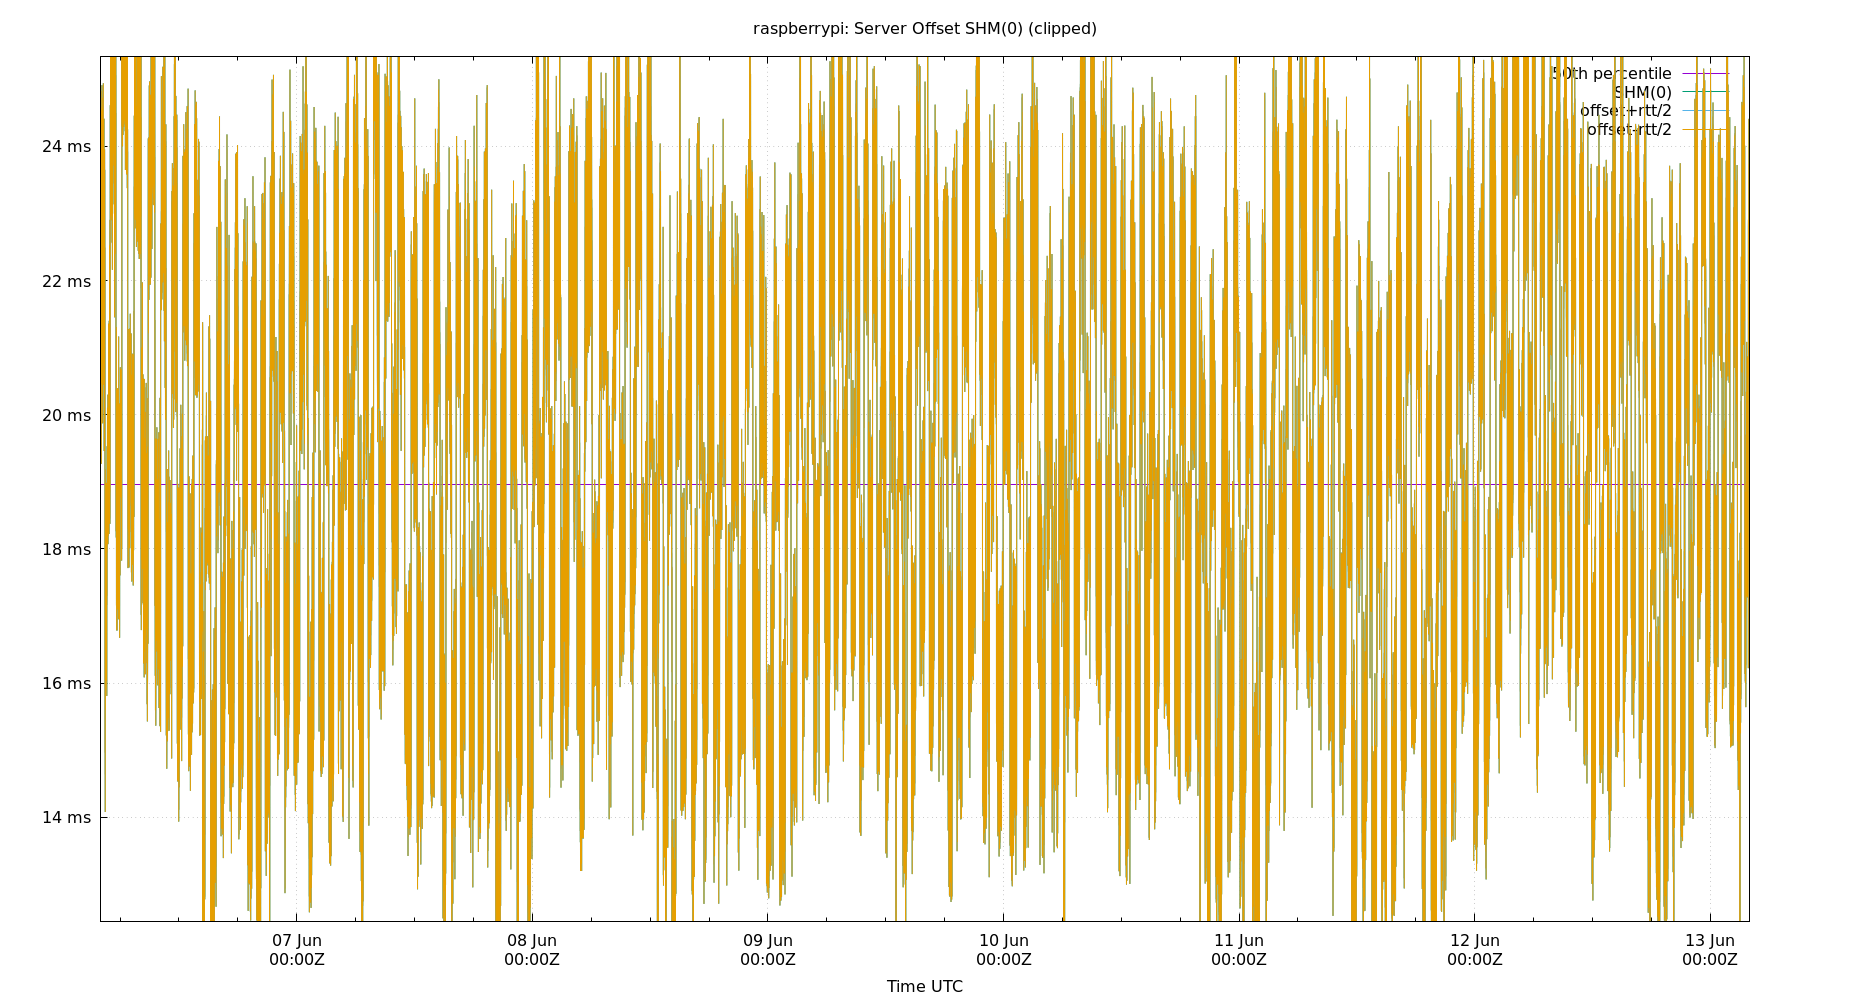 raspberrypi: Server Offset SHM(0) (clipped)
50th percentile
SHM(0)
offset+rtt/2
offset-rtt/2
24 ms
22 ms
20 ms
18 ms
16 ms
14 ms
07 Jun 08 Jun 09 Jun 10 Jun 11 Jun 12 Jun 13 Jun
00:00Z 00:00Z 00:00Z 00:00Z 00:00Z 00:00Z 00:00Z
Time UTC